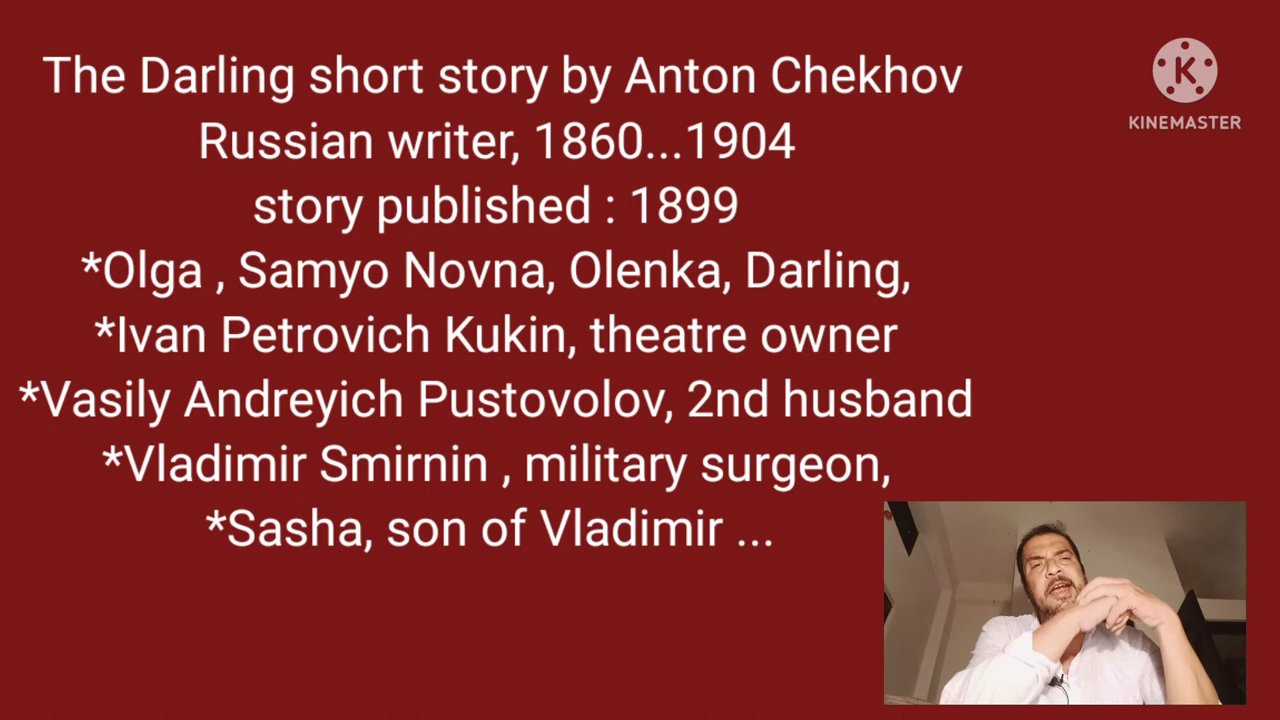 The Darling short story by Anton Chekhov
Russian writer, 1860...1904
story published : 1899
*Olga , Samyo Novna, Olenka, Darling,
*Ivan Petrovich Kukin, theatre owner
*Vasily Andreyich Pustovolov, 2nd husband
*Vladimir Smirnin , military surgeon,
*Sasha, son of Vladimir ...
K
KINEMASTER